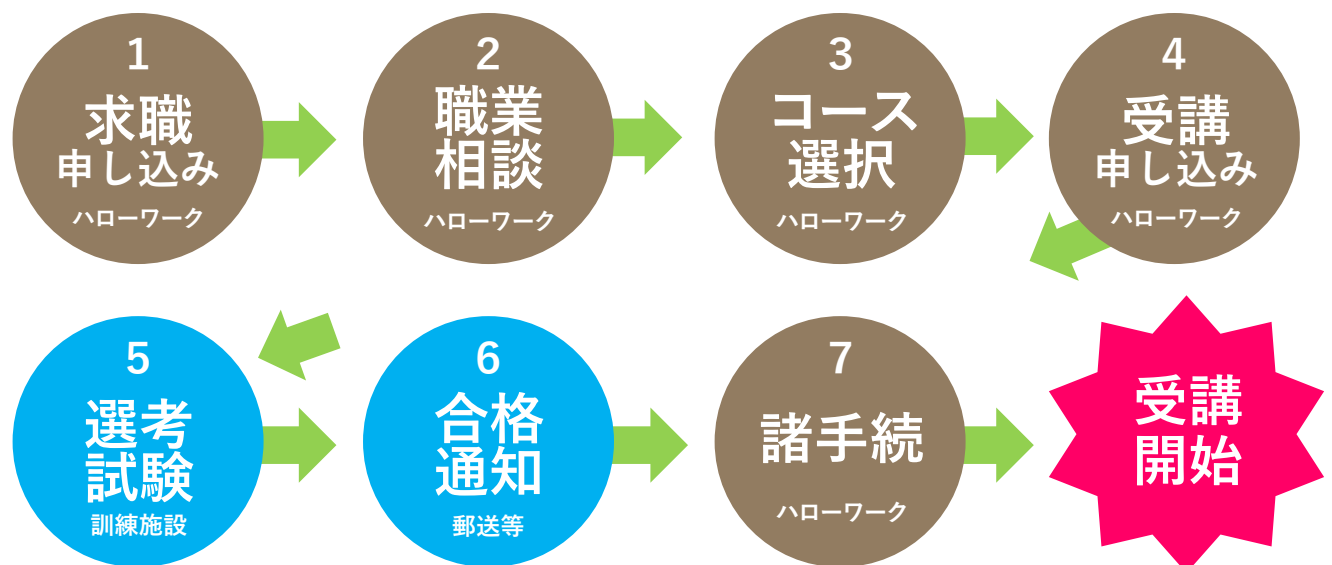 1
求職
申し込み
ハローワーク
2
職業
相談
ハローワーク
3
コース
選択
ハローワーク
4
受講
申し込み
ハローワーク
5
選考
試験
訓練施設
6
合格
通知
郵送等
7
諸手続
ハローワーク
受講
開始